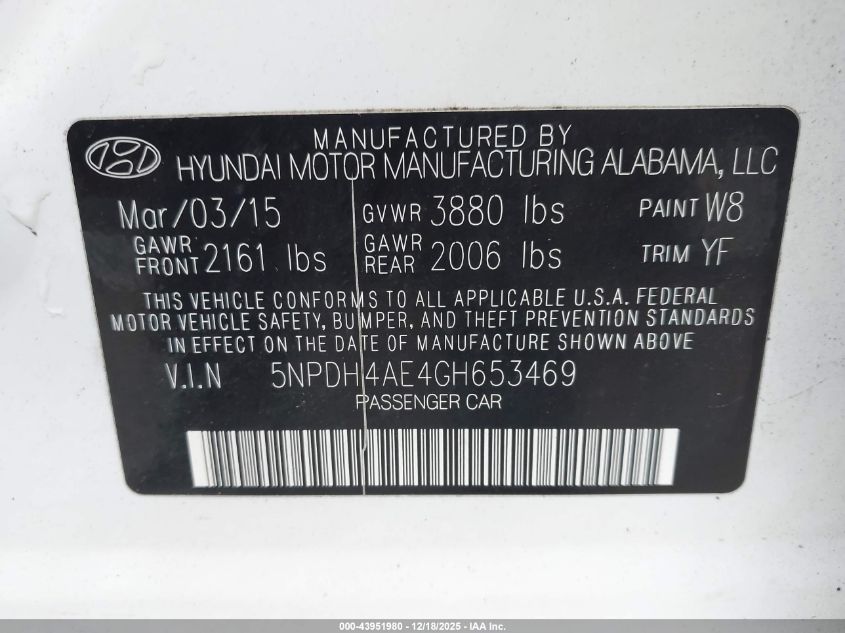 MANUFACTURED BY
HYUNDAI MOTOR MANUFACTURING ALABAMA, LLC
Mar/03/15 GVWR 3880 lbs PAINT W8
GAWR FRONT 2161 lbs GAWR REAR 2006 lbs TRIM YF
THIS VEHICLE CONFORMS TO ALL APPLICABLE U.S.A. FEDERAL
MOTOR VEHICLE SAFETY, BUMPER, AND THEFT PREVENTION STANDARDS
IN EFFECT ON THE DATE OF MANUFACTURE SHOWN ABOVE
V.I.N 5NPDH4AE4GH653469
PASSENGER CAR
000-43951980 - 12/18/2025 - IAA Inc.